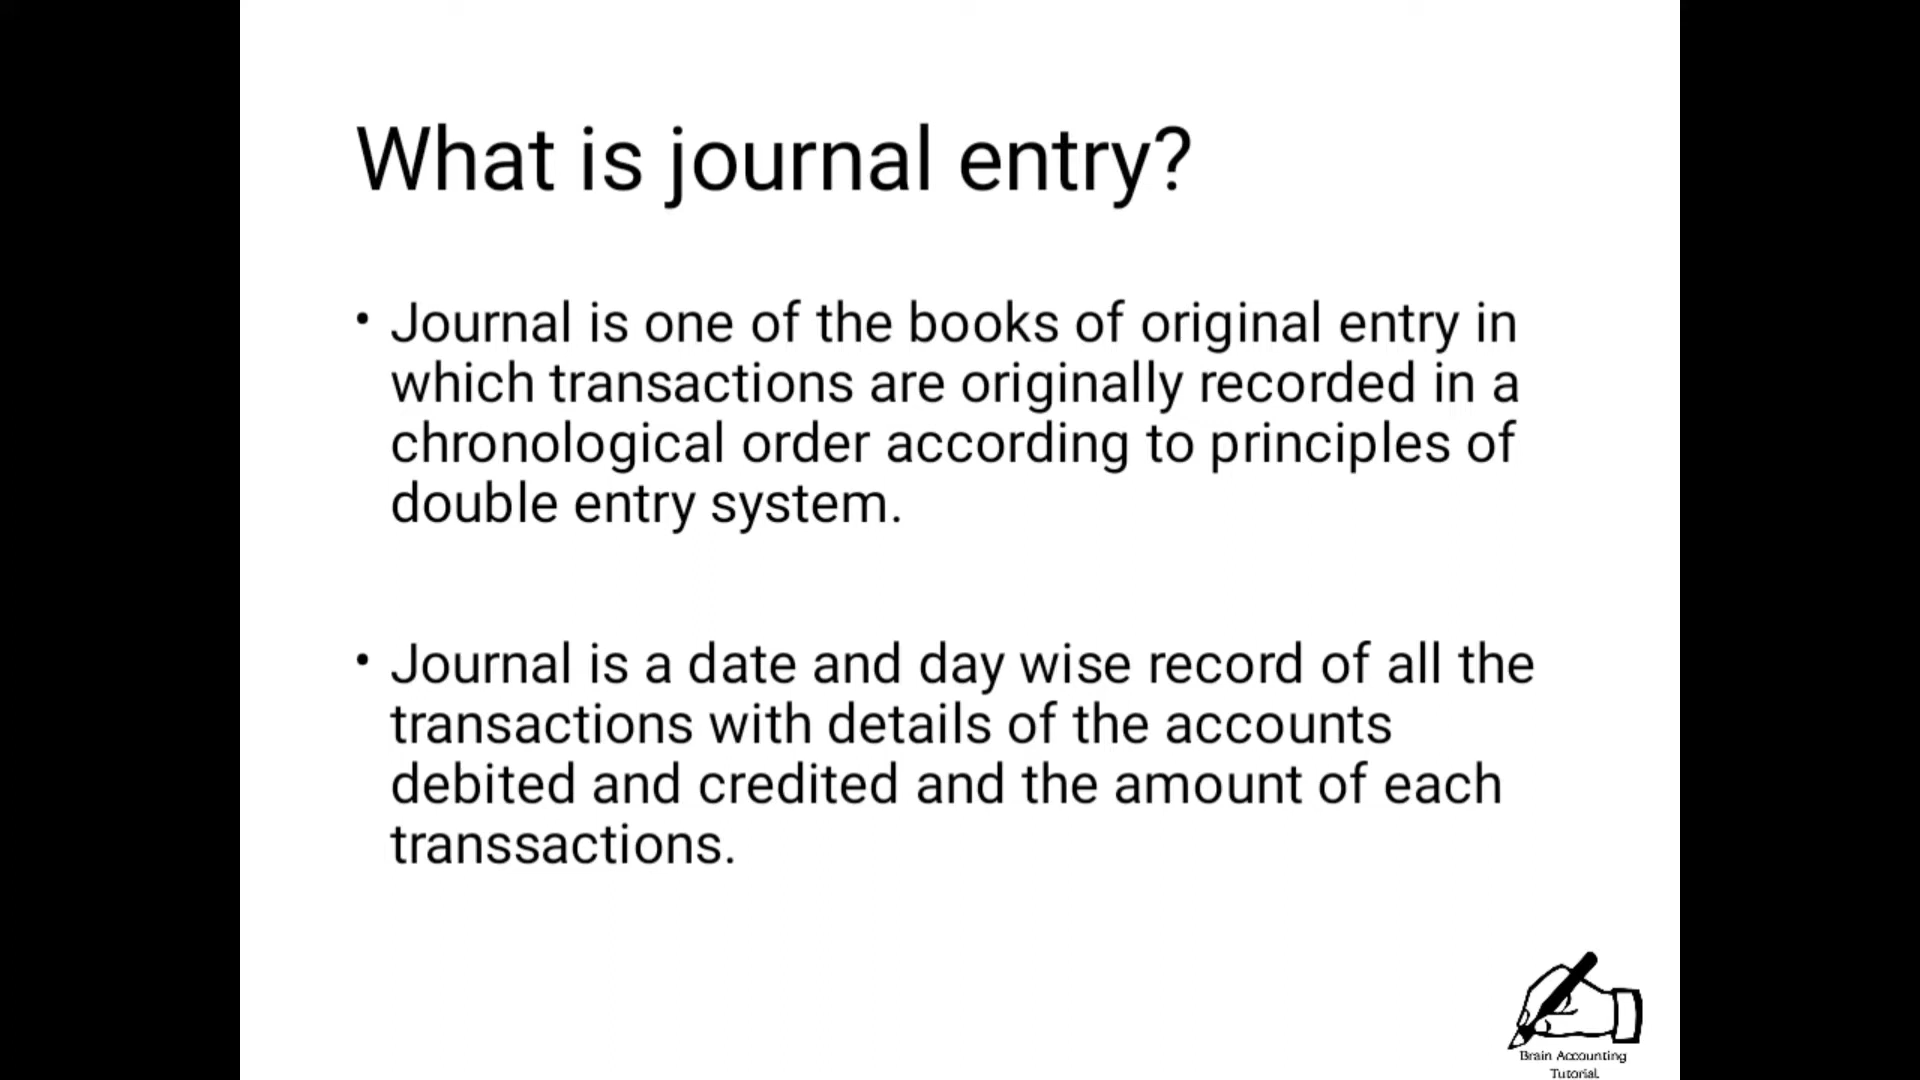 What is journal entry?
• Journal is one of the books of original entry in
which transactions are originally recorded in a
chronological order according to principles of
double entry system.
• Journal is a date and day wise record of all the
transactions with details of the accounts
debited and credited and the amount of each
transsactions.
Brain Accounting
Tutorial